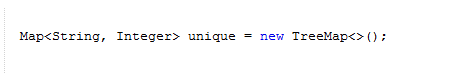 Map<String, Integer> unique = new TreeMap<>();